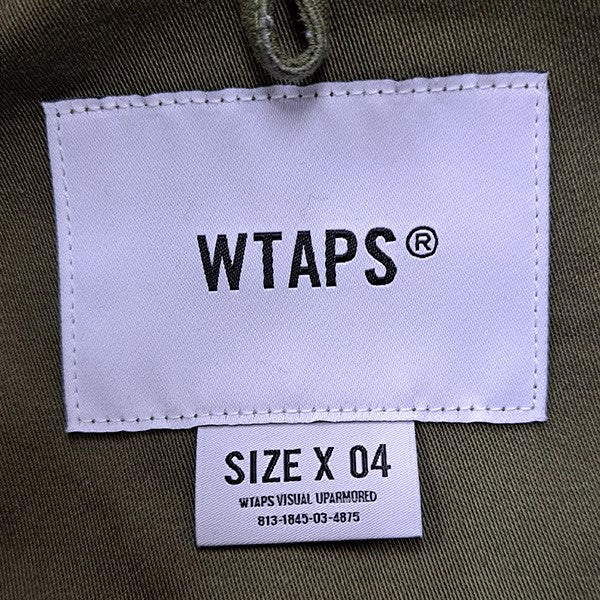 WTAPS®
SIZE X 04
WTAPS VISUAL UPARMORED
813-1845-03-4875